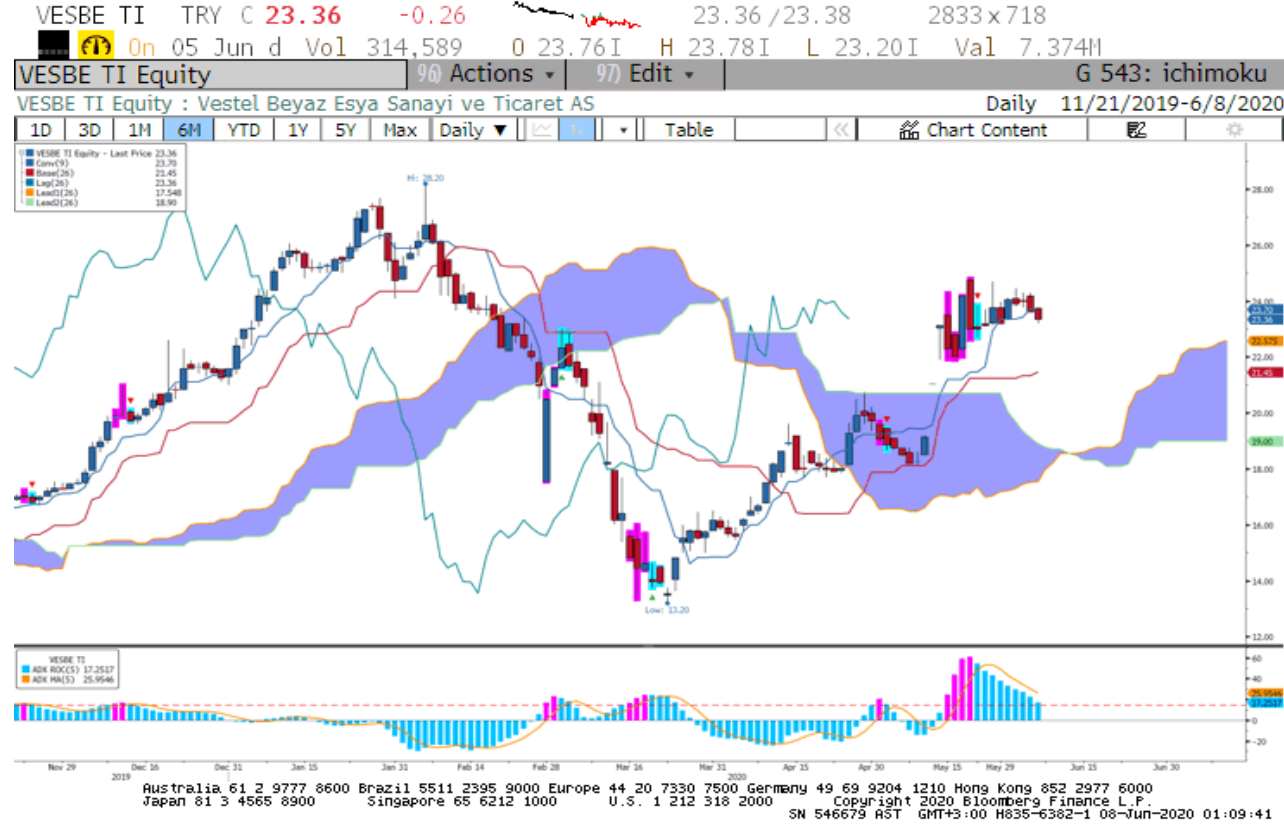 VESBE TI TRY C 23.36 -0.26 23.36/23.38 2833x718
On 05 Jun d Vol 314,589 O 23.76I H 23.78I L 23.20I Val 7.374M
VESBE TI Equity 96) Actions 97) Edit G 543: ichimoku
VESBE TI Equity : Vestel Beyaz Esya Sanayi ve Ticaret AS Daily 11/21/2019-6/8/2020
1D 3D 1M 6M YTD 1Y 5Y Max Daily ▼ Table « Chart Content
VESBE TI Equity - Last Price 23.36
Conv(9) 23.70
Base(26) 21.45
Lag(26) 23.36
Lead1(26) 17.548
Lead2(26) 18.90
Hi: 28.20
Low: 13.20
28.00
26.00
24.00
23.70
23.36
22.575
22.00
21.45
20.00
19.00
18.00
16.00
14.00
12.00
VESBE TI
ADX ROC(5) 17.2517
ADX MA(5) 25.9546
60
40
25.9546
17.2517
0
-20
Nov 29 Dec 16 Dec 31 Jan 15 Jan 31 Feb 14 Feb 28 Mar 16 Mar 31 Apr 15 Apr 30 May 15 May 29 Jun 15 Jun 30
2019 2020
Australia 61 2 9777 8600 Brazil 5511 2395 9000 Europe 44 20 7330 7500 Germany 49 69 9204 1210 Hong Kong 852 2977 6000
Japan 81 3 4565 8900 Singapore 65 6212 1000 U.S. 1 212 318 2000 Copyright 2020 Bloomberg Finance L.P.
SN 546679 AST GMT+3:00 H835-6382-1 08-Jun-2020 01:09:41